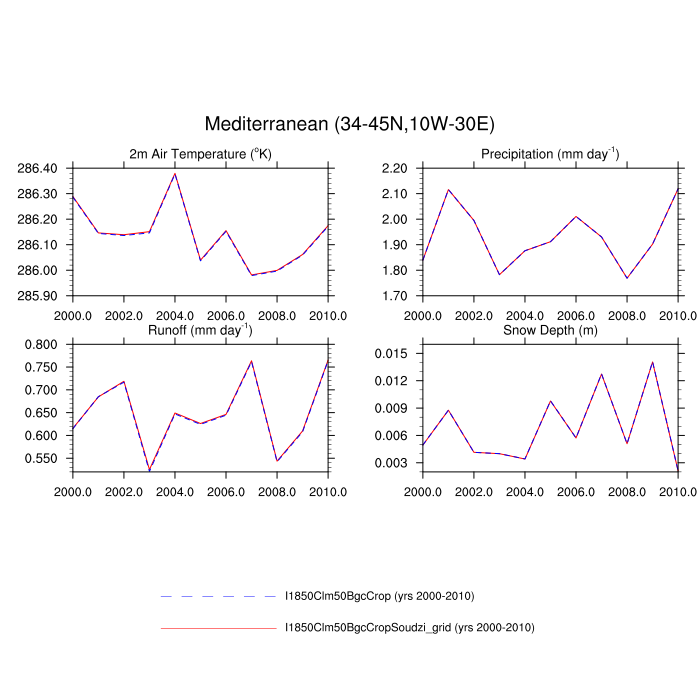 Mediterranean (34-45N,10W-30E)
2m Air Temperature (°K)
286.40
286.30
286.20
286.10
286.00
285.90
2000.0 2002.0 2004.0 2006.0 2008.0 2010.0
Precipitation (mm day⁻¹)
2.20
2.10
2.00
1.90
1.80
1.70
2000.0 2002.0 2004.0 2006.0 2008.0 2010.0
Runoff (mm day⁻¹)
0.800
0.750
0.700
0.650
0.600
0.550
2000.0 2002.0 2004.0 2006.0 2008.0 2010.0
Snow Depth (m)
0.015
0.012
0.009
0.006
0.003
2000.0 2002.0 2004.0 2006.0 2008.0 2010.0
I1850Clm50BgcCrop (yrs 2000-2010)
I1850Clm50BgcCropSoudzi_grid (yrs 2000-2010)